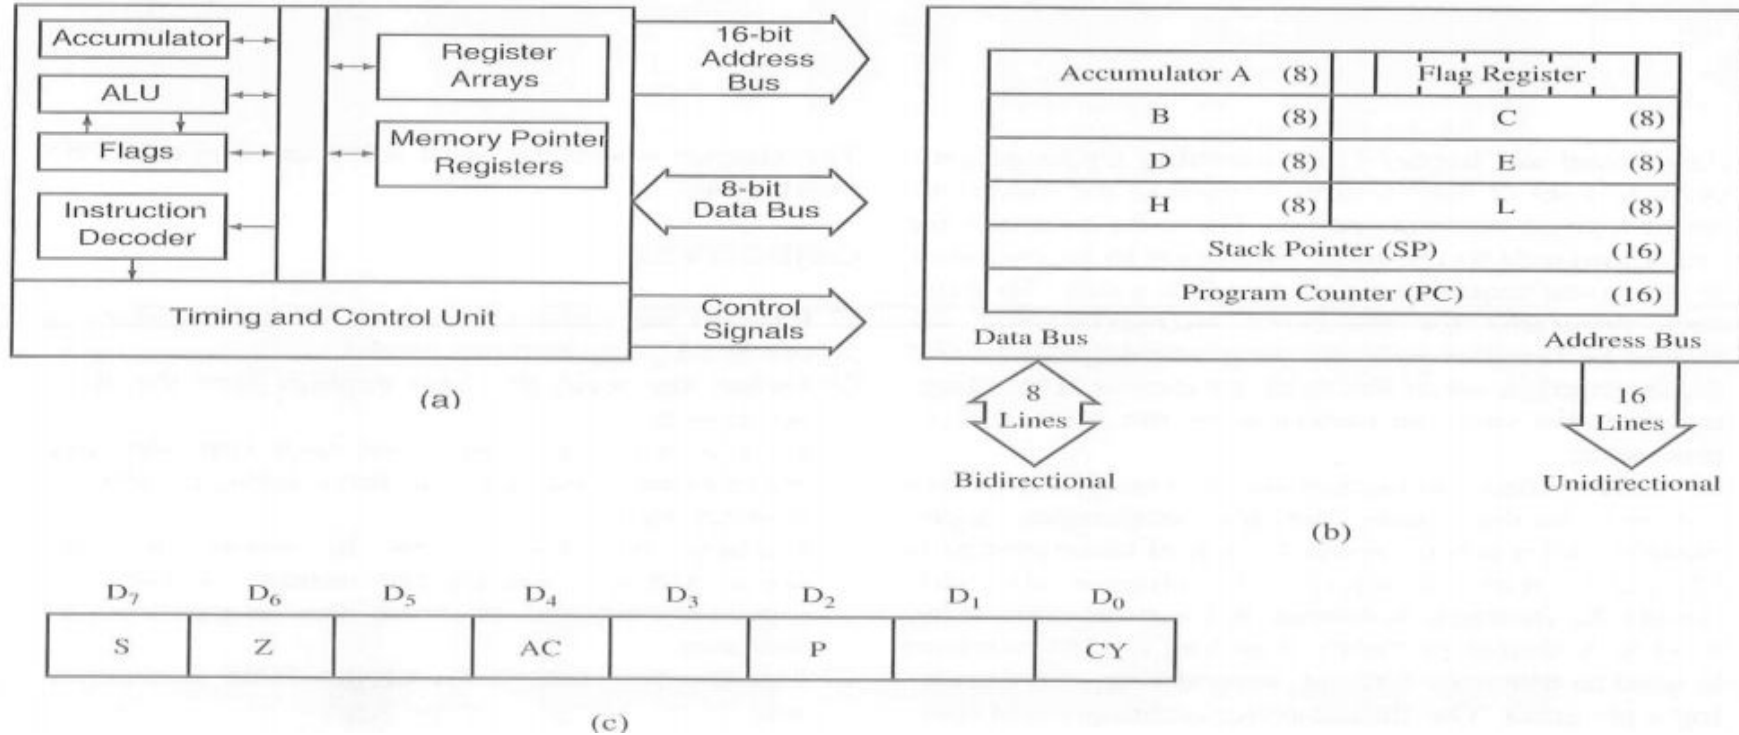 Accumulator
ALU
Flags
Instruction
Decoder
Register
Arrays
Memory Pointer
Registers
Timing and Control Unit
16-bit
Address
Bus
8-bit
Data Bus
Control
Signals
(a)
Accumulator A (8) Flag Register
B (8) C (8)
D (8) E (8)
H (8) L (8)
Stack Pointer (SP) (16)
Program Counter (PC) (16)
Data Bus Address Bus
8
Lines
16
Lines
Bidirectional Unidirectional
(b)
D₇ D₆ D₅ D₄ D₃ D₂ D₁ D₀
S Z AC P CY
(c)